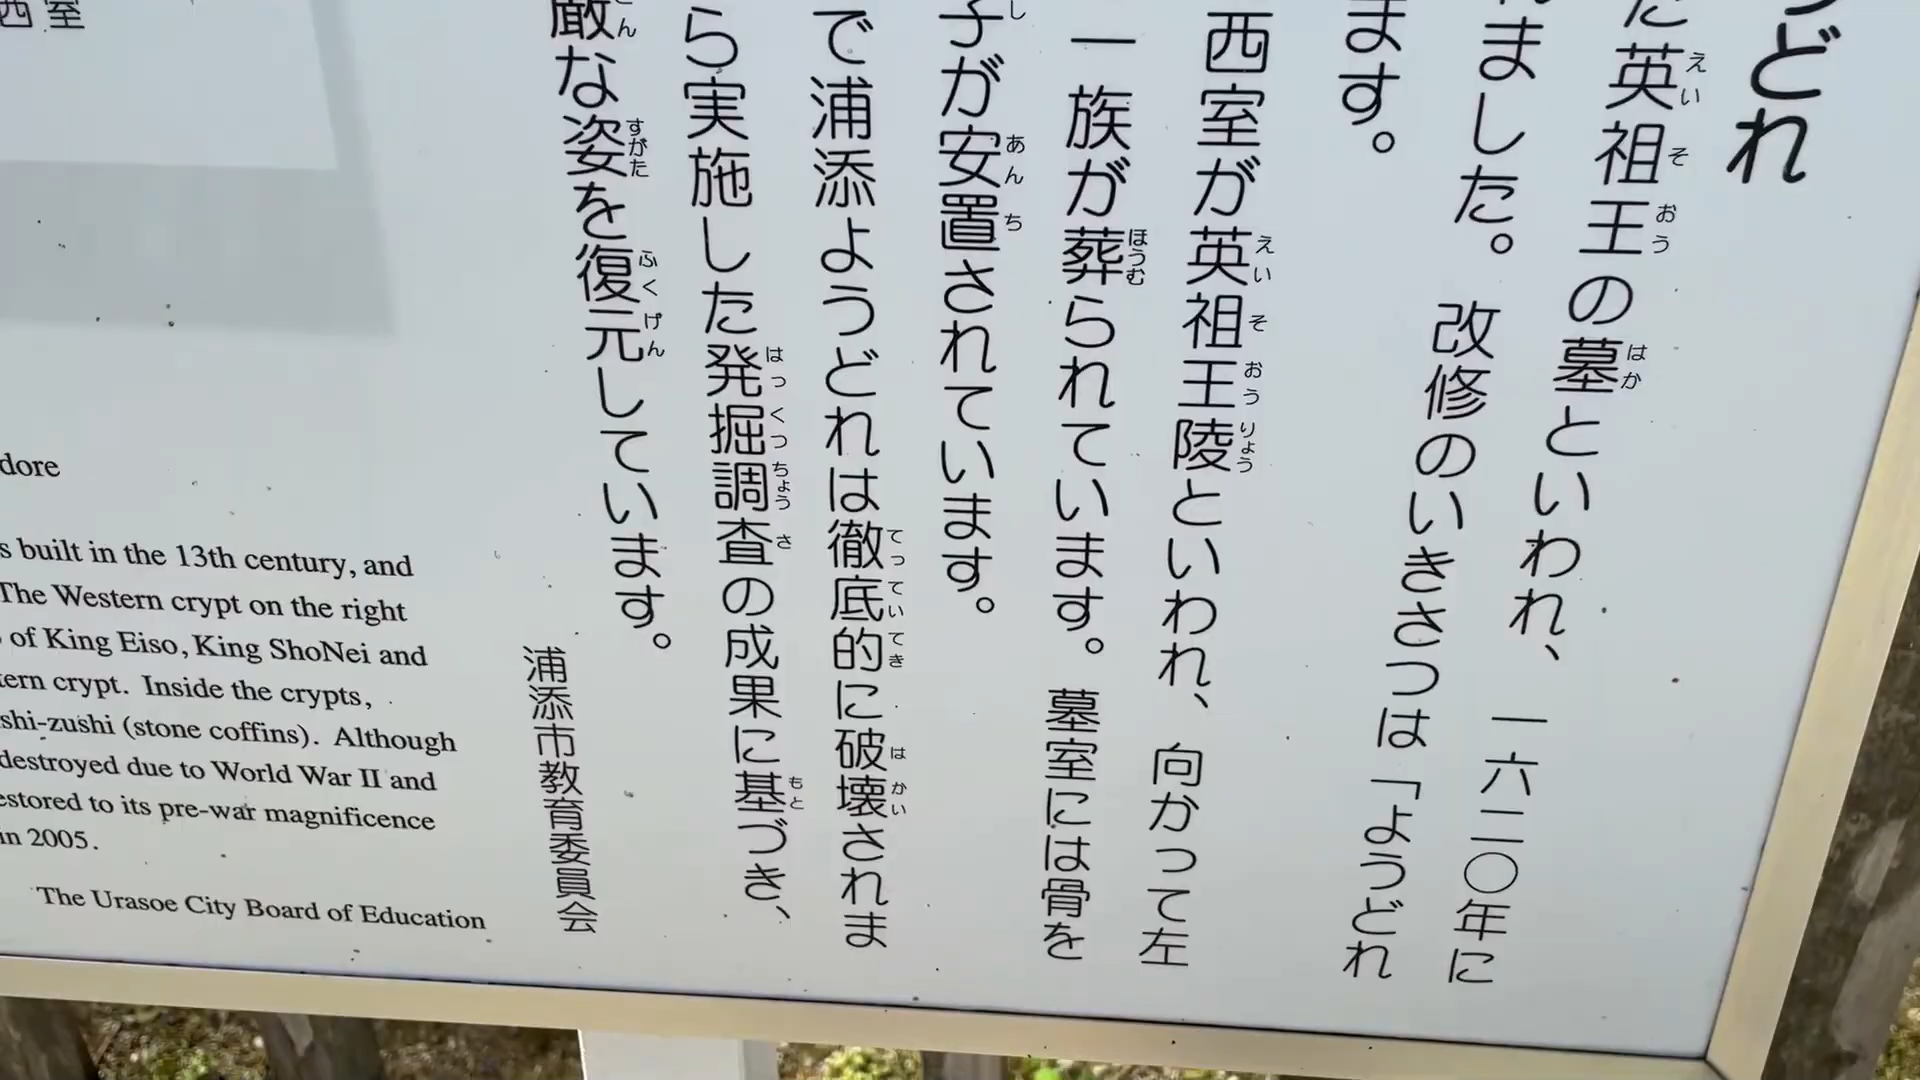 うどれ
た英祖王の墓といわれ、一六二〇年に
れました。改修のいきさつは「ようどれ
ます。
西室が英祖王陵といわれ、向かって左
一族が葬られています。墓室には骨を
子が安置されています。
で浦添ようどれは徹底的に破壊されま
ら実施した発掘調査の成果に基づき、
厳な姿を復元しています。
浦添市教育委員会
西室
dore
s built in the 13th century, and
The Western crypt on the right
of King Eiso, King ShoNei and
tern crypt. Inside the crypts,
shi-zushi (stone coffins). Although
destroyed due to World War II and
estored to its pre-war magnificence
in 2005.
The Urasoe City Board of Education